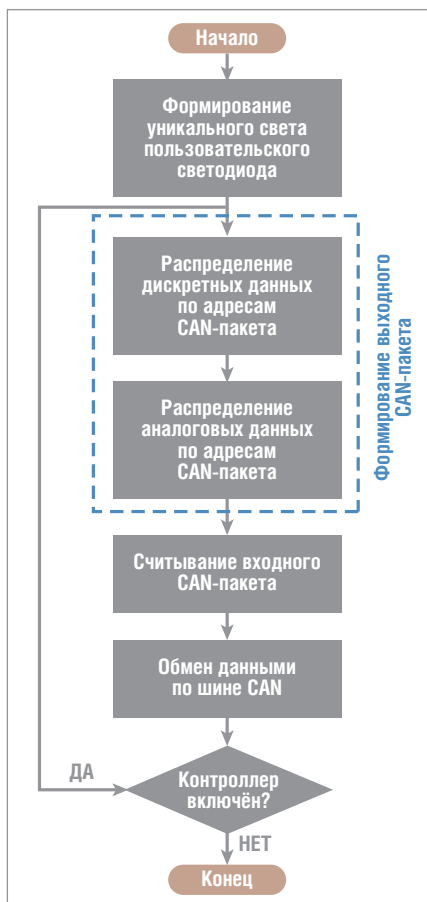 Начало
Формирование
уникального света
пользовательского
светодиода
Распределение
дискретных данных
по адресам
CAN-пакета
Распределение
аналоговых данных
по адресам
CAN-пакета
Формирование выходного
CAN-пакета
Считывание входного
CAN-пакета
Обмен данными
по шине CAN
Контроллер
включён?
ДА
НЕТ
Конец